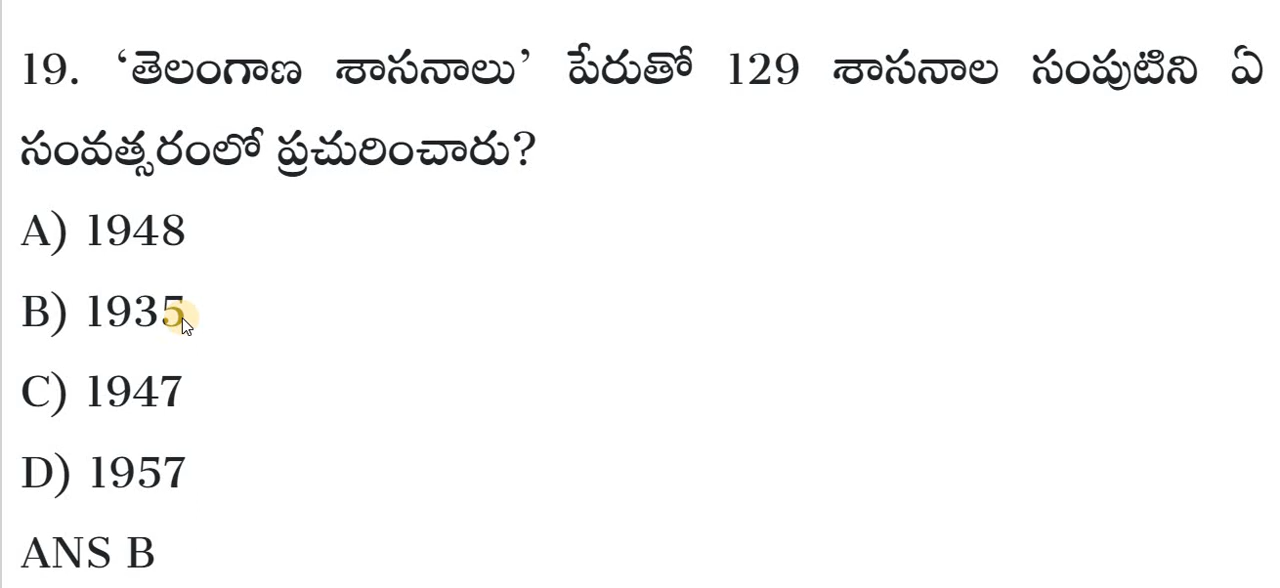 19. ‘తెలంగాణ శాసనాలు’ పేరుతో 129 శాసనాల సంపుటిని ఏ
సంవత్సరంలో ప్రచురించారు?
A) 1948
B) 1935
C) 1947
D) 1957
ANS B